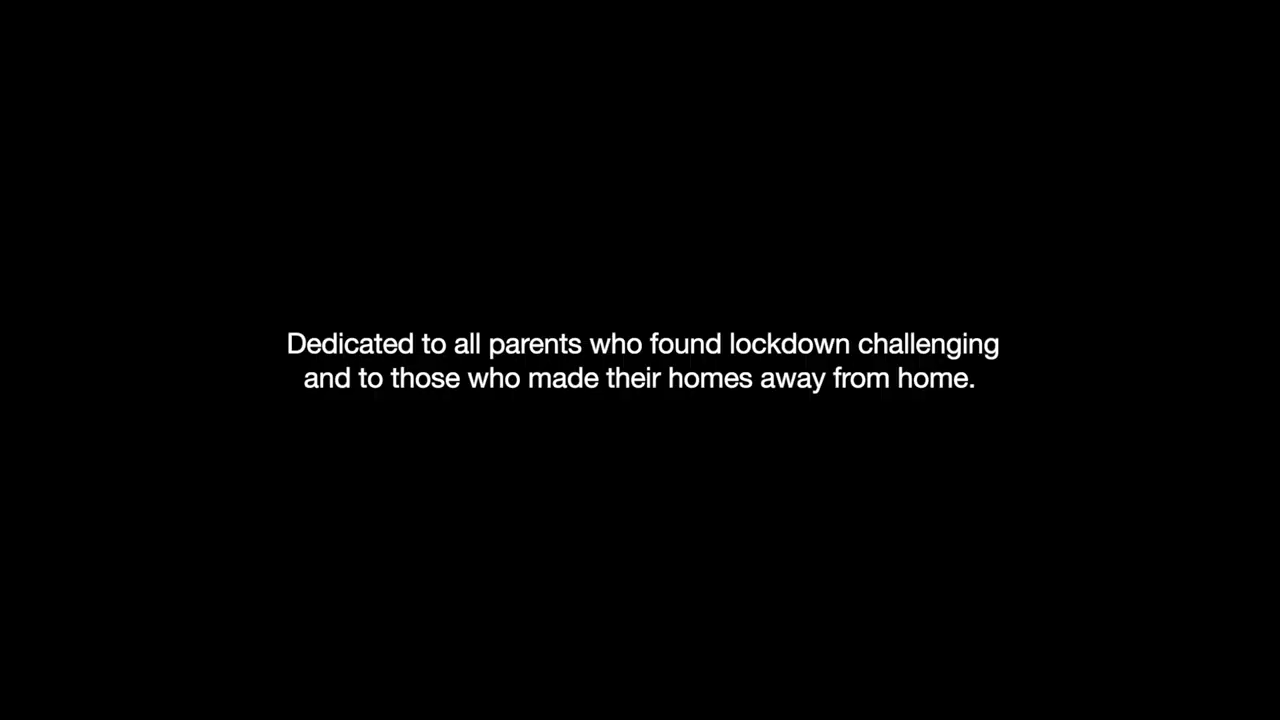 Dedicated to all parents who found lockdown challenging
and to those who made their homes away from home.